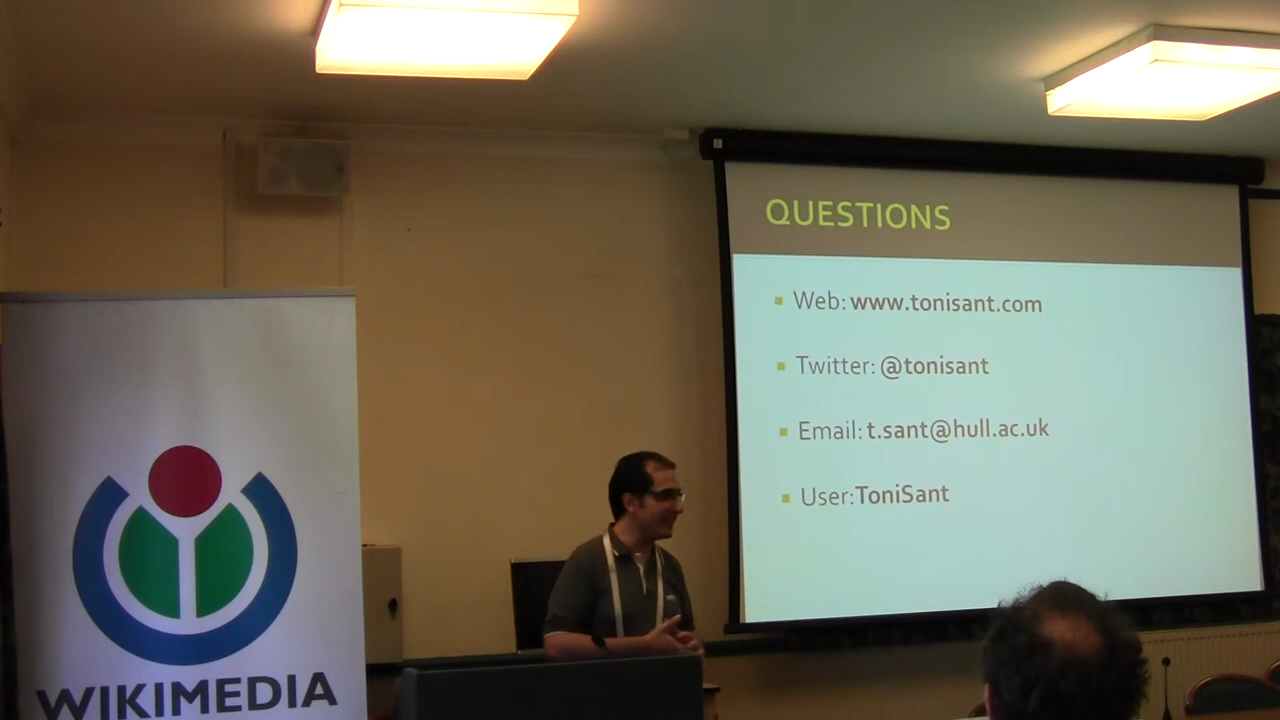 QUESTIONS
Web: www.tonisant.com
Twitter: @tonisant
Email: t.sant@hull.ac.uk
User:ToniSant
WIKIMEDIA